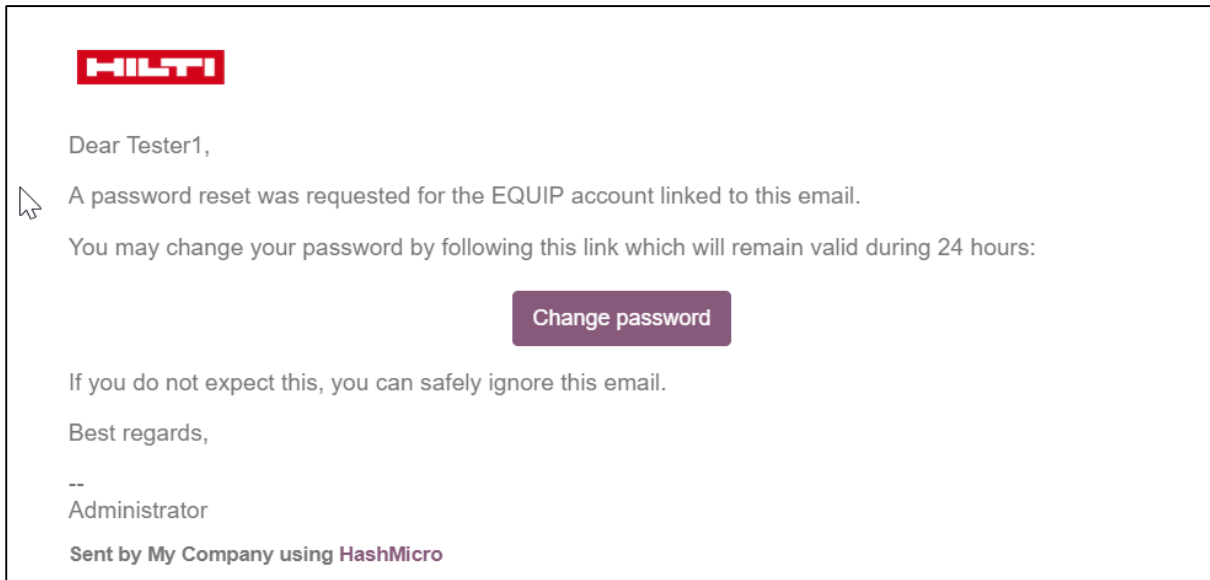 HILTI
Dear Tester1,
A password reset was requested for the EQUIP account linked to this email.
You may change your password by following this link which will remain valid during 24 hours:
Change password
If you do not expect this, you can safely ignore this email.
Best regards,
--
Administrator
Sent by My Company using HashMicro